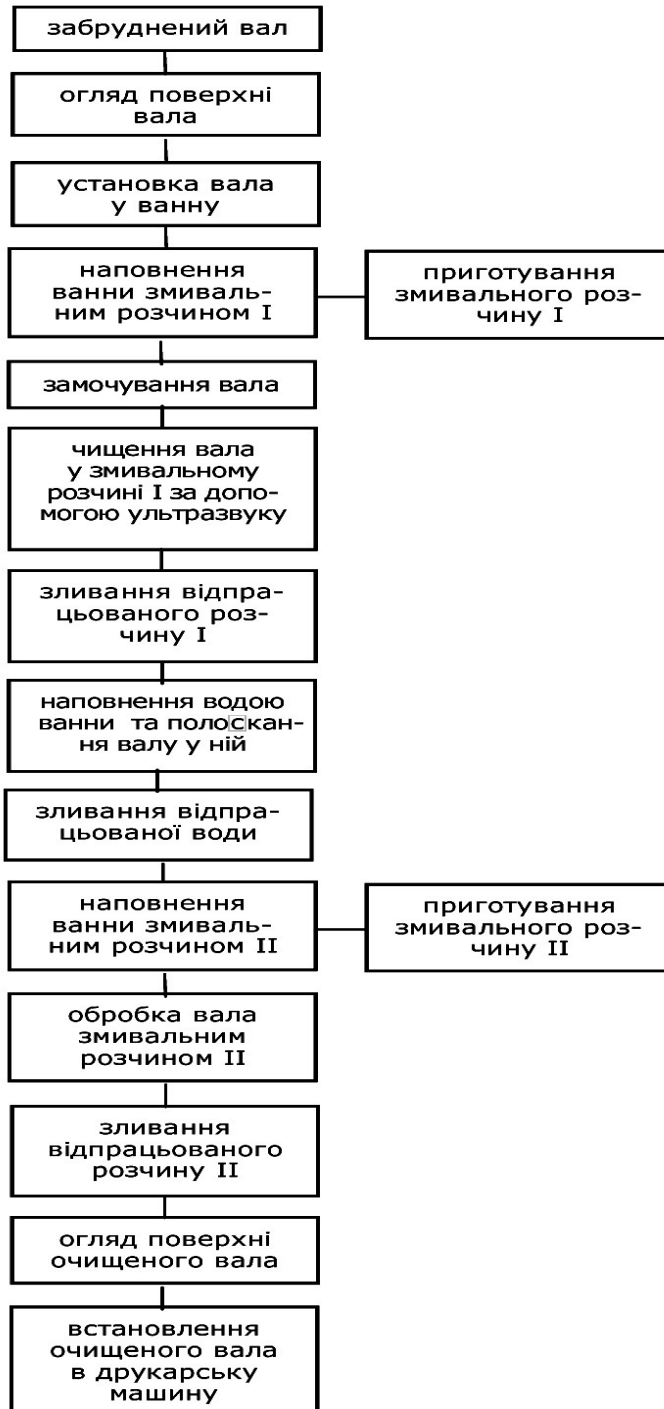 забруднений вал
огляд поверхні
вала
установка вала
у ванну
наповнення
ванни змиваль-
ним розчином I
приготування
змивального роз-
чину I
замочування вала
чищення вала
у змивальному
розчині I за допо-
могою ультразвуку
зливання відпра-
цьованого роз-
чину I
наповнення водою
ванни та полоскан-
ня валу у ній
зливання відпра-
цьованої води
наповнення
ванни змиваль-
ним розчином II
приготування
змивального роз-
чину II
обробка вала
змивальним
розчином II
зливання
відпрацьованого
розчину II
огляд поверхні
очищеного вала
встановлення
очищеного вала
в друкарську
машину